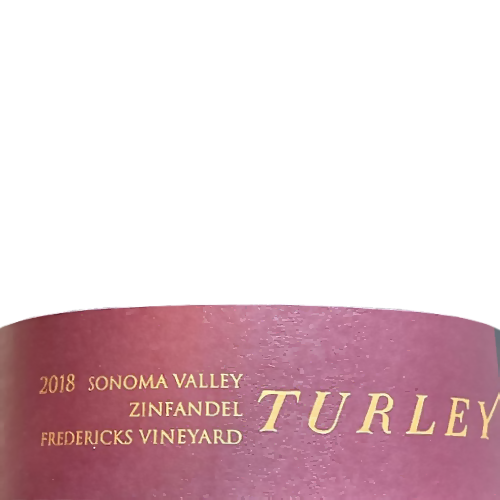 2018 SONOMA VALLEY
ZINFANDEL
FREDERICKS VINEYARD
TURLEY